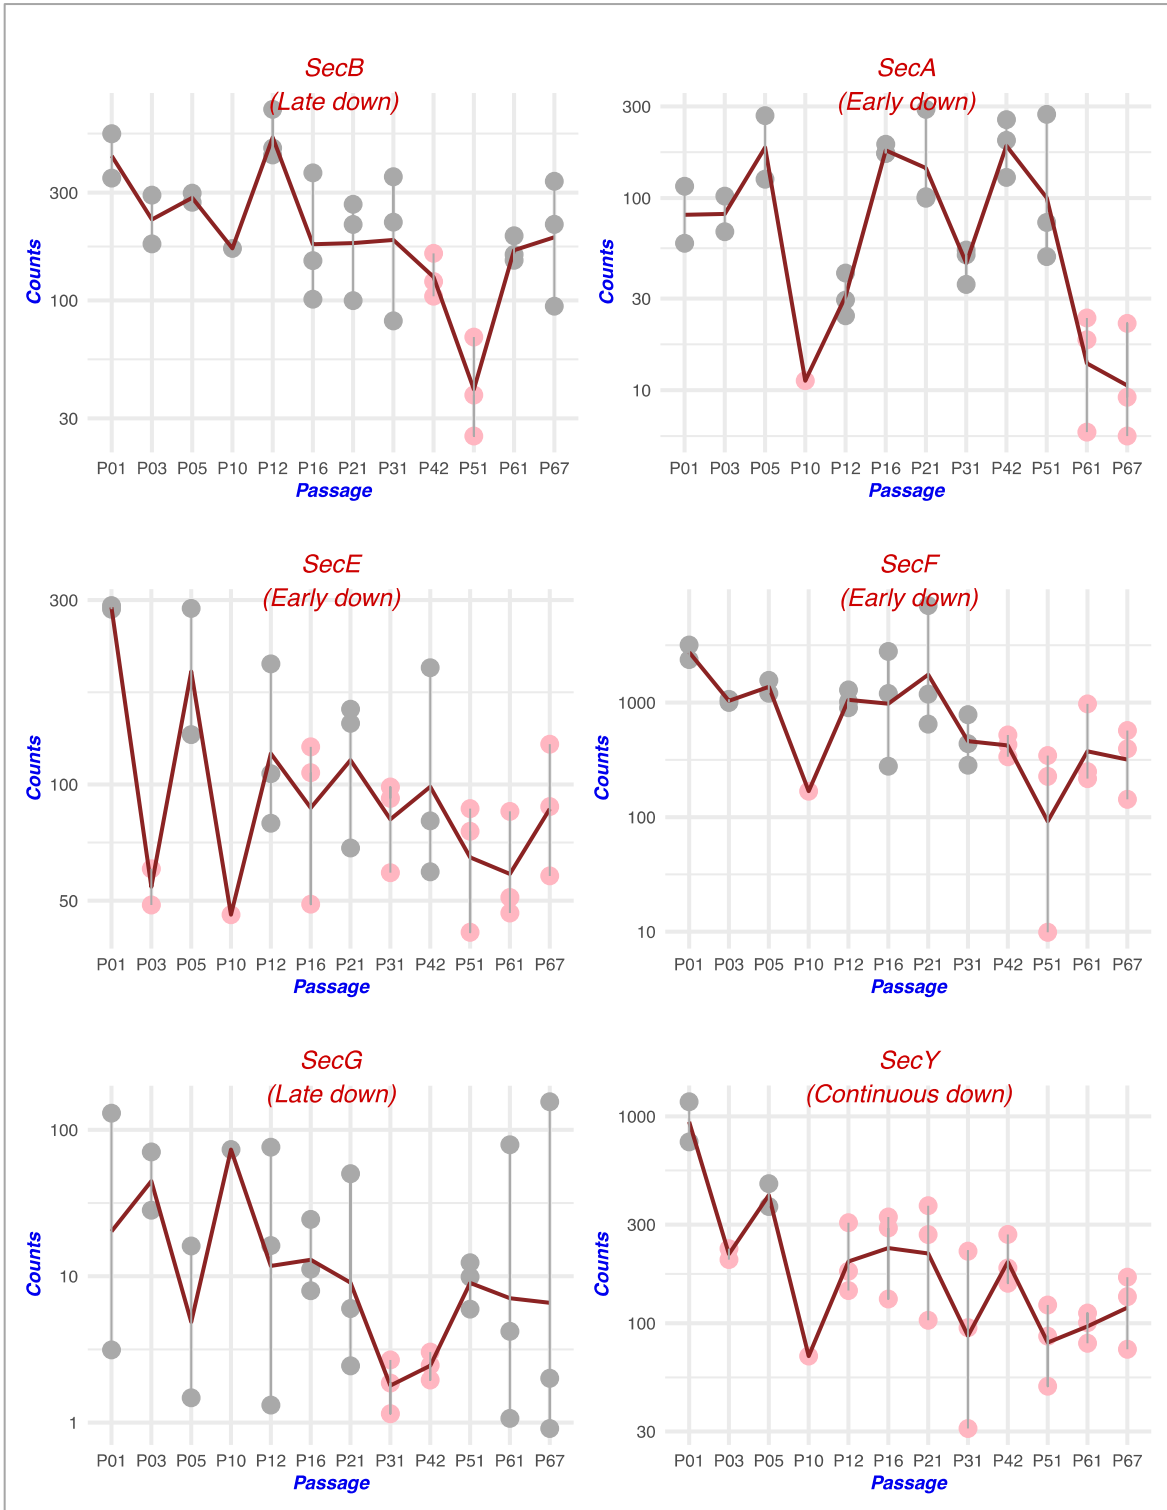 SecB
(Late down)
Counts
300
100
30
P01 P03 P05 P10 P12 P16 P21 P31 P42 P51 P61 P67
Passage
SecA
(Early down)
Counts
300
100
30
10
P01 P03 P05 P10 P12 P16 P21 P31 P42 P51 P61 P67
Passage
SecE
(Early down)
Counts
300
100
50
P01 P03 P05 P10 P12 P16 P21 P31 P42 P51 P61 P67
Passage
SecF
(Early down)
Counts
1000
100
10
P01 P03 P05 P10 P12 P16 P21 P31 P42 P51 P61 P67
Passage
SecG
(Late down)
Counts
100
10
1
P01 P03 P05 P10 P12 P16 P21 P31 P42 P51 P61 P67
Passage
SecY
(Continuous down)
Counts
1000
300
100
30
P01 P03 P05 P10 P12 P16 P21 P31 P42 P51 P61 P67
Passage